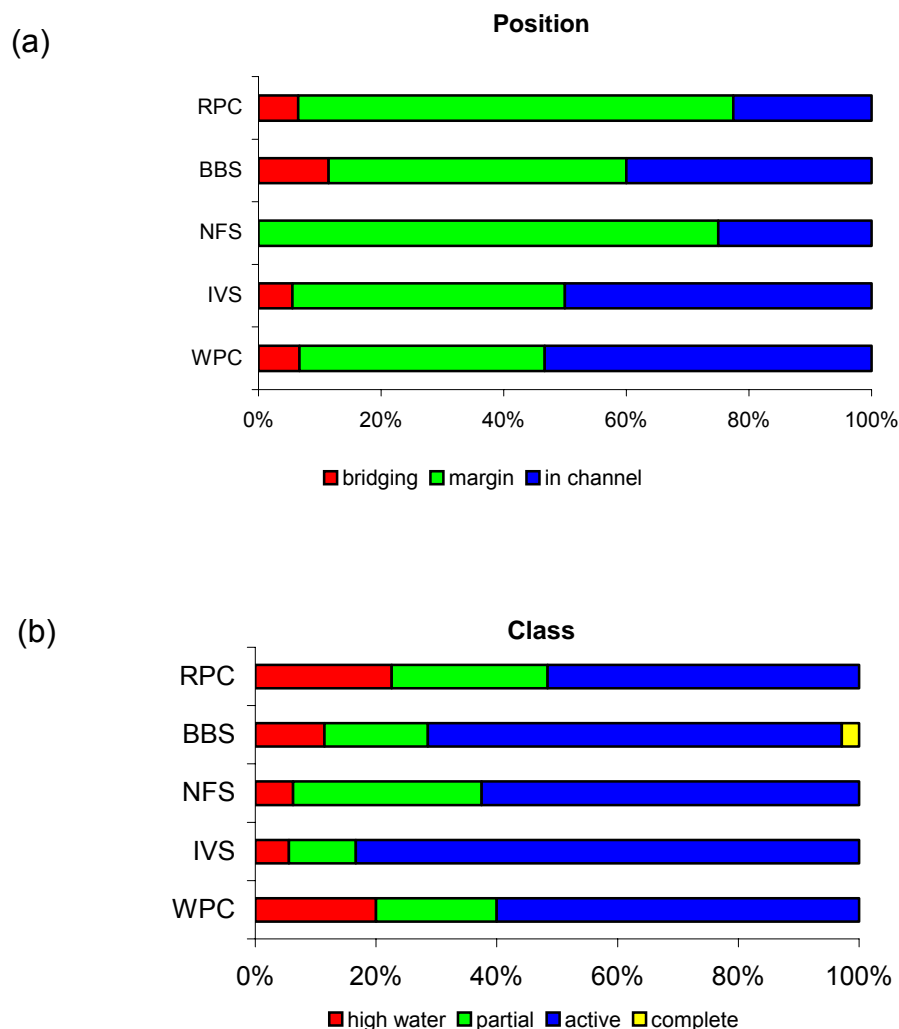 (a)
Position
RPC
BBS
NFS
IVS
WPC
0% 20% 40% 60% 80% 100%
bridging margin in channel
(b)
Class
RPC
BBS
NFS
IVS
WPC
0% 20% 40% 60% 80% 100%
high water partial active complete